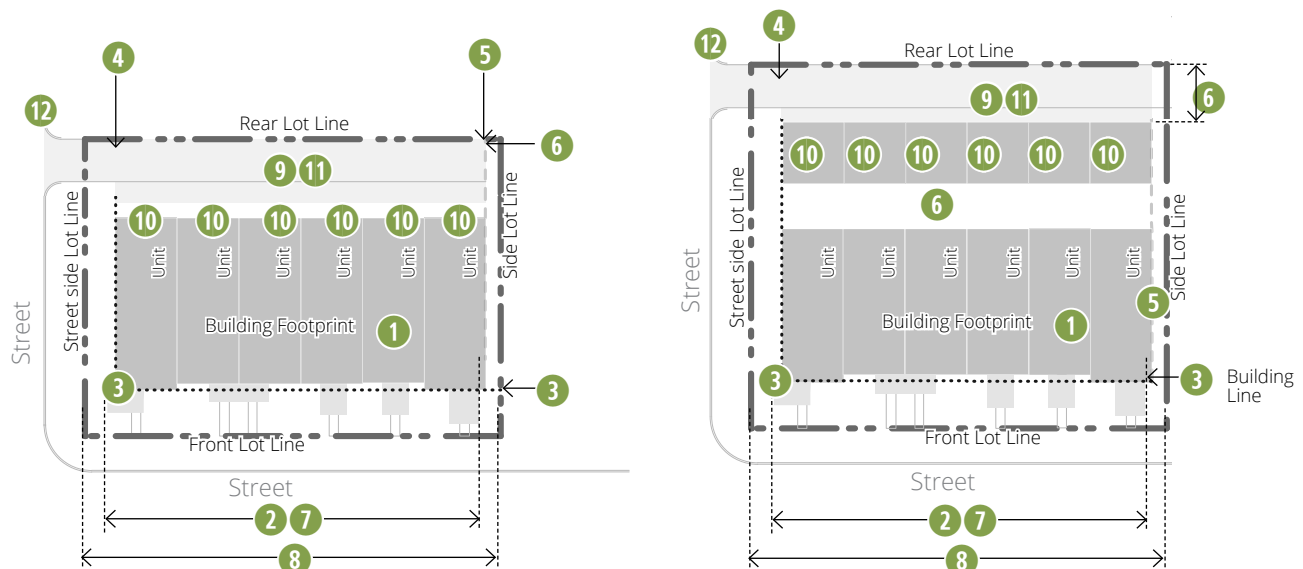 4
5
12
Rear Lot Line
6
9 11
10 10 10 10 10 10
Unit Unit Unit Unit Unit Unit
Street side Lot Line
Side Lot Line
Street
Building Footprint 1
3
3
Front Lot Line
Street
2 7
8
4
12
Rear Lot Line
9 11
6
10 10 10 10 10 10
6
Unit Unit Unit Unit Unit Unit
Street side Lot Line
Side Lot Line
Street
5
Building Footprint 1
3
3 Building
Line
Front Lot Line
Street
2 7
8